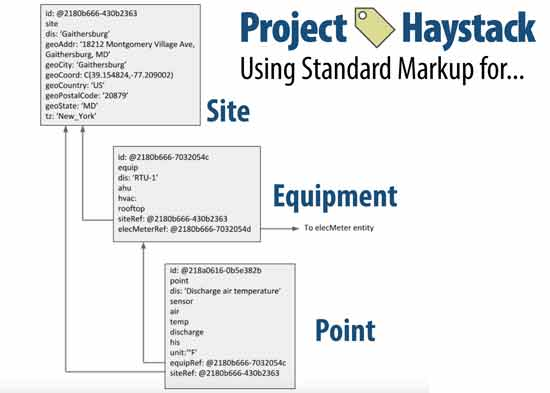 Project Haystack
Using Standard Markup for...
id: @2180b666-430b2363
site
dis: 'Gaithersburg'
geoAddr: '18212 Montgomery Village Ave,
Gaithersburg, MD'
geoCity: 'Gaithersburg'
geoCoord: C(39.154824,-77.209002)
geoCountry: 'US'
geoPostalCode: '20879'
geoState: 'MD'
tz: 'New_York'
Site
id: @2180b666-7032054c
equip
dis: 'RTU-1'
ahu
hvac:
rooftop
siteRef: @2180b666-430b2363
elecMeterRef: @2180b666-7032054d
To elecMeter entity
Equipment
id: @218a0616-0b5e382b
point
dis: 'Discharge air temperature'
sensor
air
temp
discharge
his
unit:"°F'
equipRef: @2180b666-7032054c
siteRef: @2180b666-430b2363
Point